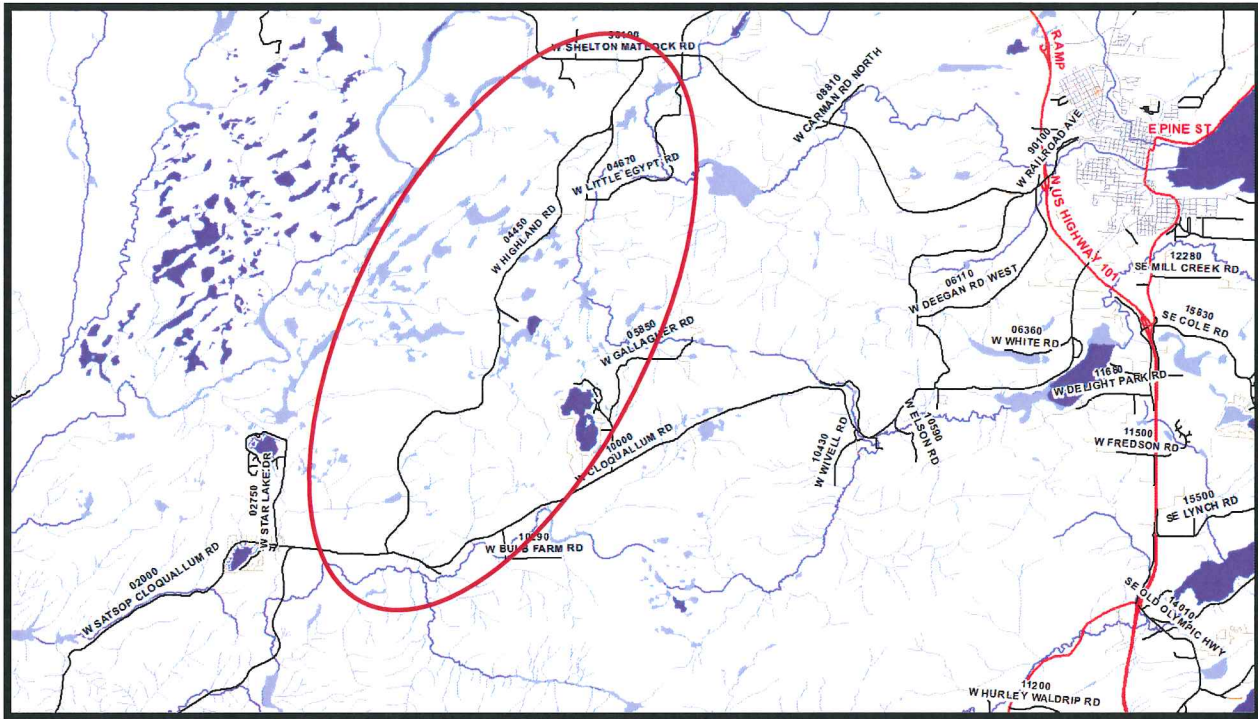 W SHELTON MATLOCK RD
RAMP
08810
W CARMAN RD NORTH
E PINE ST
90100
W RAILROAD AVE
04670
W LITTLE EGYPT RD
N US HIGHWAY 101
04450
W HIGHLAND RD
12280
SE MILL CREEK RD
06110
W DEEGAN RD WEST
15830
SE COLE RD
05850
W GALLAGHER RD
06360
W WHITE RD
11660
W DELIGHT PARK RD
10000
W CLOQUALLUM RD
10430
W WIVELL RD
10590
W ELSON RD
11500
W FREDSON RD
02750
W STAR LAKE DR
15500
SE LYNCH RD
10290
W BULB FARM RD
02000
W SATSOP CLOQUALLUM RD
14010
SE OLD OLYMPIC HWY
11200
W HURLEY WALDRIP RD